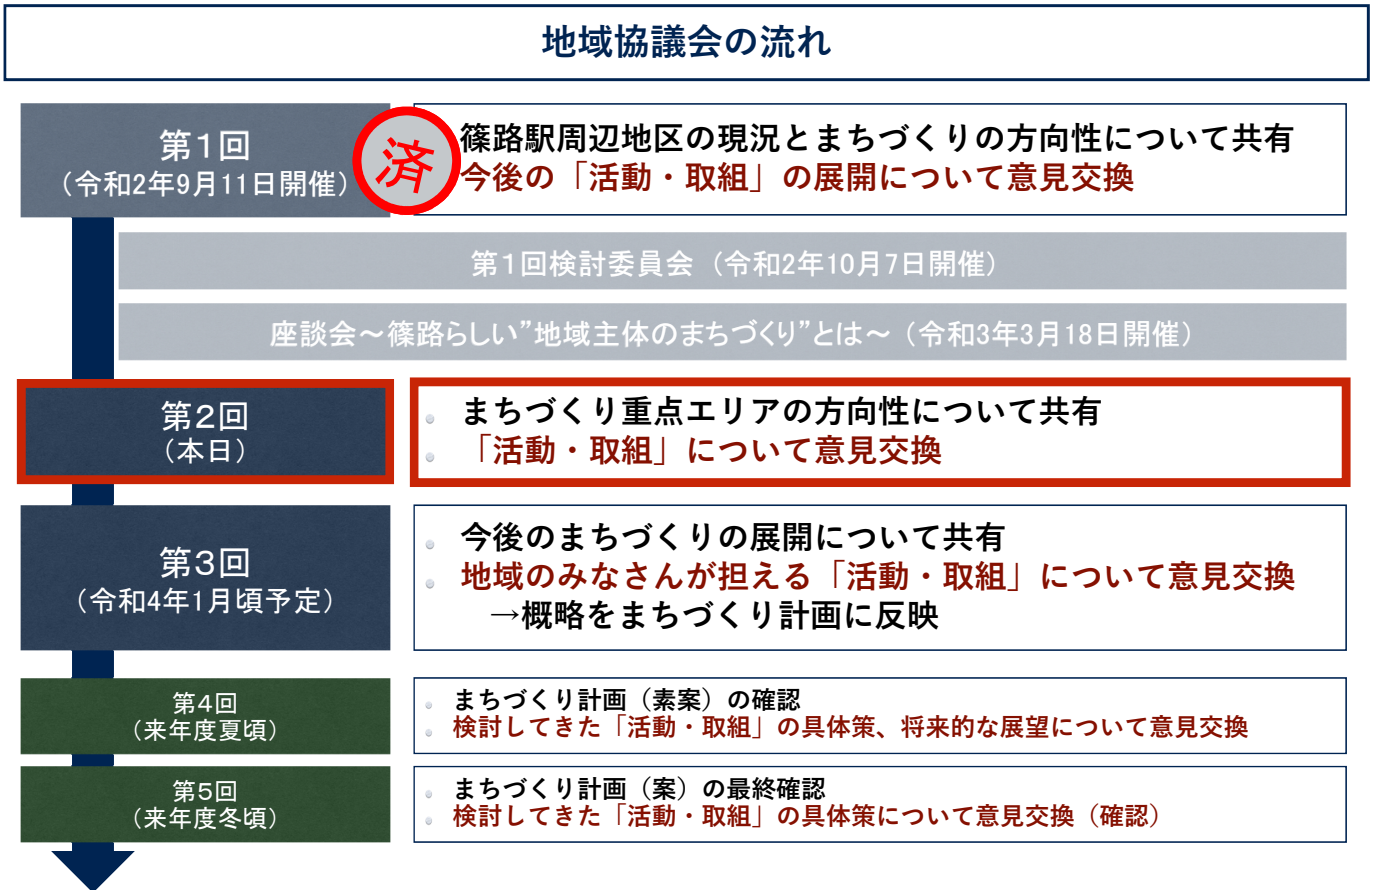 地域協議会の流れ
第1回
（令和2年9月11日開催）
済
篠路駅周辺地区の現況とまちづくりの方向性について共有
今後の「活動・取組」の展開について意見交換
第1回検討委員会（令和2年10月7日開催）
座談会～篠路らしい”地域主体のまちづくり”とは～（令和3年3月18日開催）
第2回
（本日）
まちづくり重点エリアの方向性について共有
「活動・取組」について意見交換
第3回
（令和4年1月頃予定）
今後のまちづくりの展開について共有
地域のみなさんが担える「活動・取組」について意見交換
→概略をまちづくり計画に反映
第4回
（来年度夏頃）
まちづくり計画（素案）の確認
検討してきた「活動・取組」の具体策、将来的な展望について意見交換
第5回
（来年度冬頃）
まちづくり計画（案）の最終確認
検討してきた「活動・取組」の具体策について意見交換（確認）